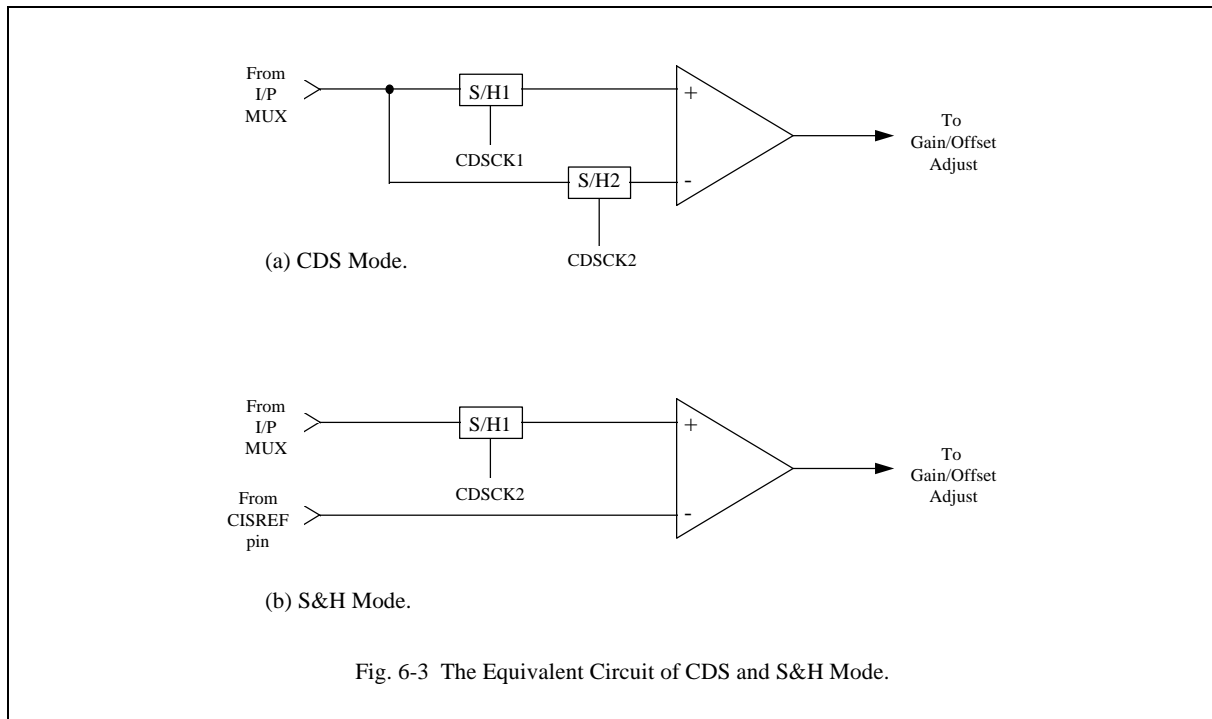 From
I/P
MUX
S/H1
CDSCK1
S/H2
CDSCK2
+
-
To
Gain/Offset
Adjust
(a) CDS Mode.
From
I/P
MUX
S/H1
CDSCK2
From
CISREF
pin
+
-
To
Gain/Offset
Adjust
(b) S&H Mode.
Fig. 6-3  The Equivalent Circuit of CDS and S&H Mode.